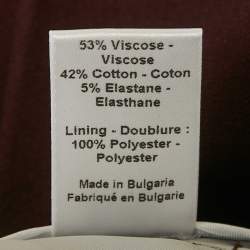 53% Viscose -
Viscose
42% Cotton - Coton
5% Elastane -
Elasthane
Lining - Doublure :
100% Polyester -
Polyester
Made in Bulgaria
Fabriqué en Bulgarie